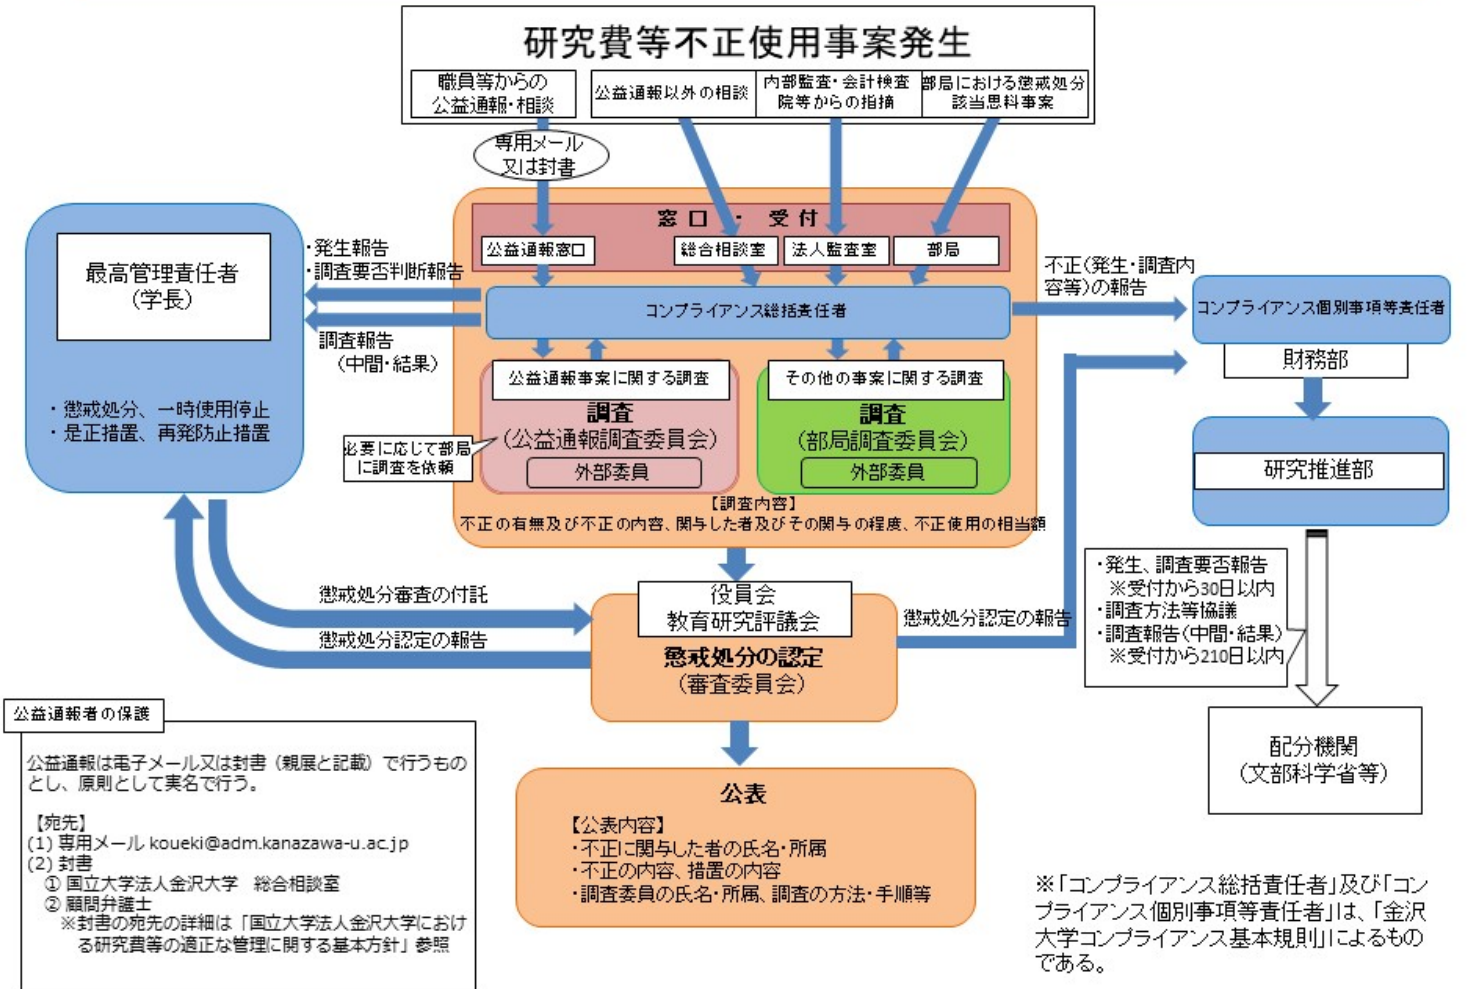 研究費等不正使用事案発生
職員等からの
公益通報・相談
公益通報以外の相談
内部監査・会計検査
院等からの指摘
部局における懲戒処分
該当思料事案
専用メール
又は封書
窓口・受付
公益通報窓口
総合相談室
法人監査室
部局
最高管理責任者
(学長)
・懲戒処分、一時使用停止
・是正措置、再発防止措置
・発生報告
・調査要否判断報告
調査報告
(中間・結果)
コンプライアンス総括責任者
不正(発生・調査内
容等)の報告
コンプライアンス個別事項等責任者
財務部
研究推進部
公益通報事案に関する調査
調査
(公益通報調査委員会)
外部委員
その他の事案に関する調査
調査
(部局調査委員会)
外部委員
必要に応じて部局
に調査を依頼
【調査内容】
不正の有無及び不正の内容、関与した者及びその関与の程度、不正使用の相当額
懲戒処分審査の付託
懲戒処分認定の報告
役員会
教育研究評議会
懲戒処分の認定
(審査委員会)
懲戒処分認定の報告
・発生、調査要否報告
※受付から30日以内
・調査方法等協議
・調査報告(中間・結果)
※受付から210日以内
配分機関
(文部科学省等)
公表
【公表内容】
・不正に関与した者の氏名・所属
・不正の内容、措置の内容
・調査委員の氏名・所属、調査の方法・手順等
公益通報者の保護
公益通報は電子メール又は封書（親展と記載）で行うもの
とし、原則として実名で行う。
【宛先】
(1) 専用メール koueki@adm.kanazawa-u.ac.jp
(2) 封書
① 国立大学法人金沢大学　総合相談室
② 顧問弁護士
※封書の宛先の詳細は「国立大学法人金沢大学におけ
る研究費等の適正な管理に関する基本方針」参照
※「コンプライアンス総括責任者」及び「コン
プライアンス個別事項等責任者」は、「金沢
大学コンプライアンス基本規則」によるもの
である。